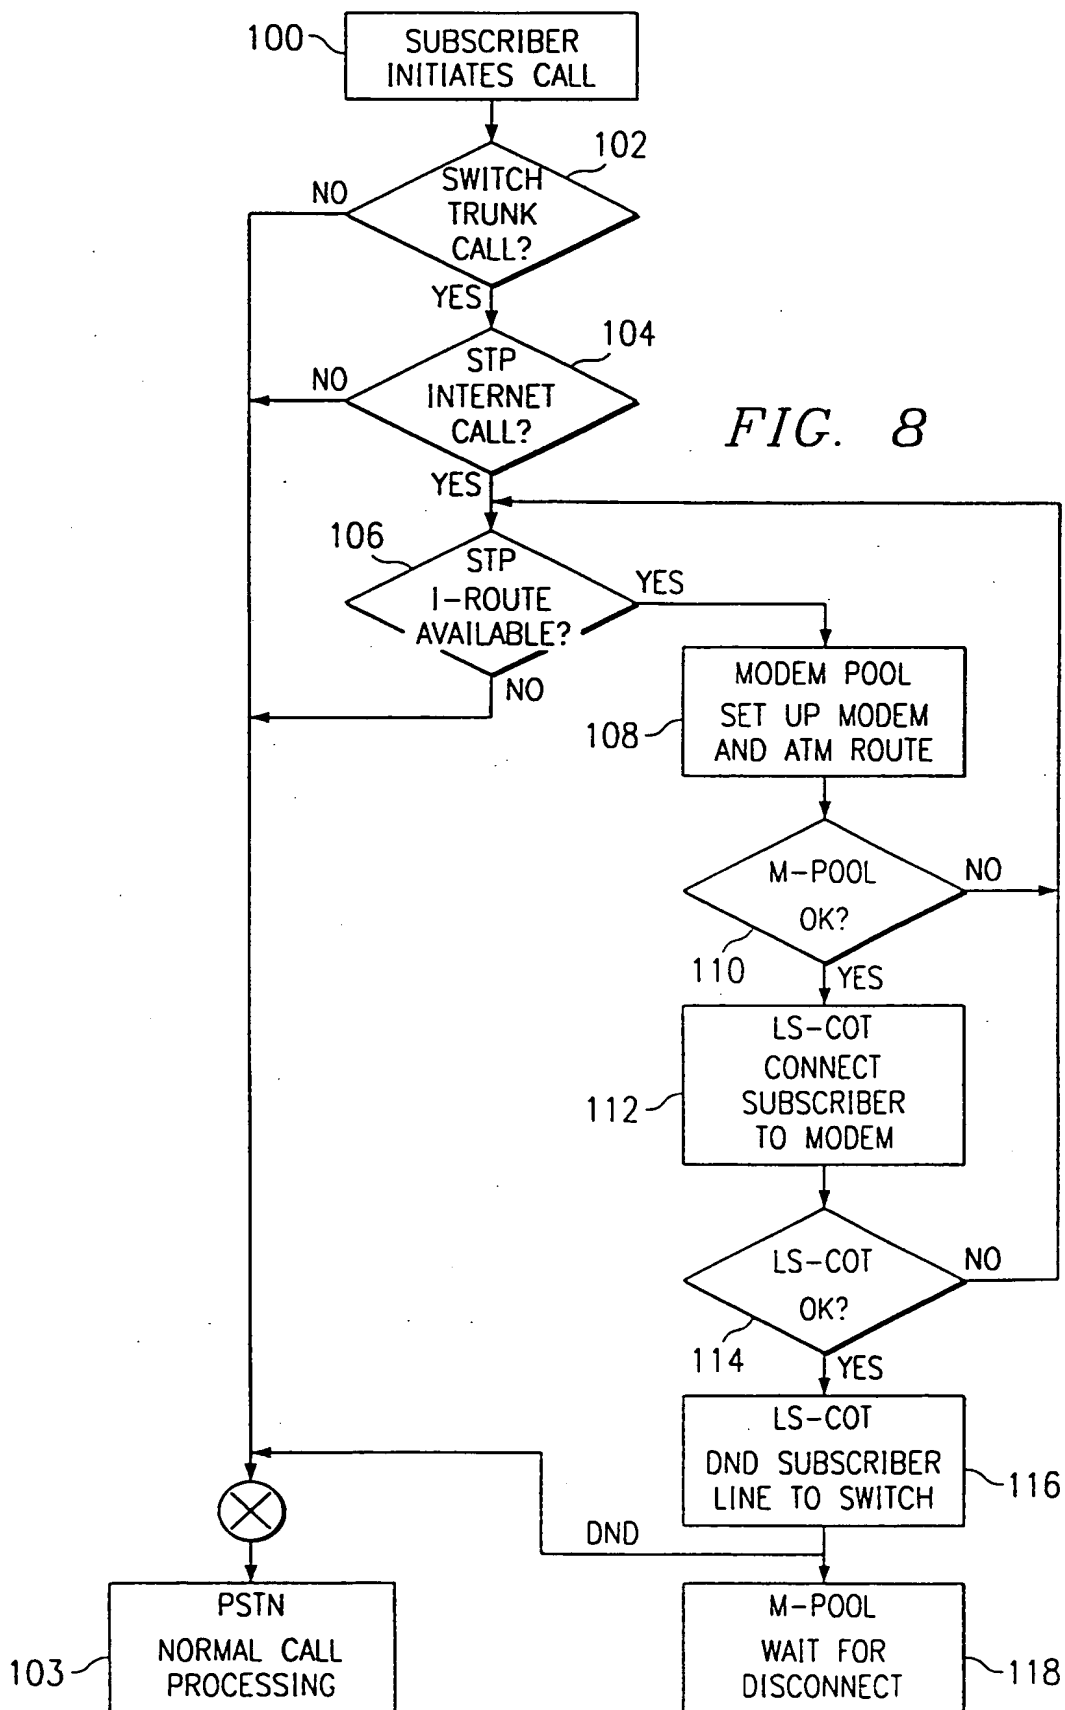 100
SUBSCRIBER
INITIATES CALL
102
SWITCH
TRUNK
CALL?
NO
YES
104
STP
INTERNET
CALL?
NO
YES
FIG. 8
106
STP
I-ROUTE
AVAILABLE?
YES
NO
108
MODEM POOL
SET UP MODEM
AND ATM ROUTE
M-POOL
OK?
NO
110
YES
112
LS-COT
CONNECT
SUBSCRIBER
TO MODEM
LS-COT
OK?
NO
114
YES
LS-COT
DND SUBSCRIBER
LINE TO SWITCH
116
DND
103
PSTN
NORMAL CALL
PROCESSING
M-POOL
WAIT FOR
DISCONNECT
118